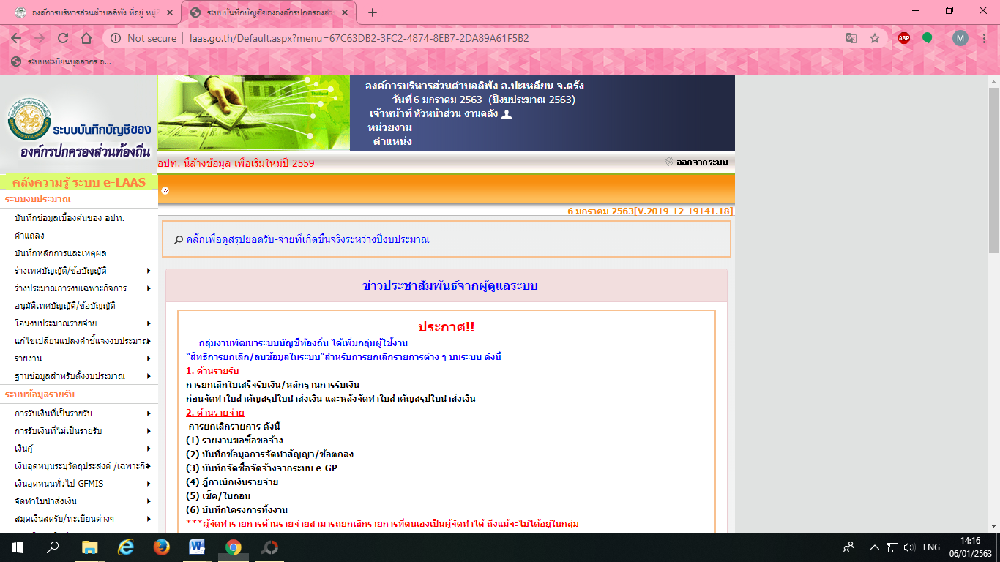 องค์การบริหารส่วนตำบลลิพัง ที่อยู่ หมู่
ระบบบันทึกบัญชีขององค์กรปกครองส่ว
Not secure
laas.go.th/Default.aspx?menu=67C63DB2-3FC2-4874-8EB7-2DA89A61F5B2
ABP
M
ระบบทะเบียนบุคลากร อ...
ระบบบันทึกบัญชีของ
องค์กรปกครองส่วนท้องถิ่น
Thailand
องค์การบริหารส่วนตำบลลิพัง อ.ปะเหลียน จ.ตรัง
วันที่ 6 มกราคม 2563 (ปีงบประมาณ 2563)
เจ้าหน้าที่ หัวหน้าส่วน งานคลัง
หน่วยงาน
ตำแหน่ง
อปท. นี้ล้างข้อมูล เพื่อเริ่มใหม่ปี 2559
ออกจากระบบ
6 มกราคม 2563[V.2019-12-19141.18]
คลังความรู้ ระบบ e-LAAS
ระบบงบประมาณ
บันทึกข้อมูลเบื้องต้นของ อปท.
คำแถลง
บันทึกหลักการและเหตุผล
ร่างเทศบัญญัติ/ข้อบัญญัติ
ร่างประมาณการงบเฉพาะกิจการ
อนุมัติเทศบัญญัติ/ข้อบัญญัติ
โอนงบประมาณรายจ่าย
แก้ไขเปลี่ยนแปลงคำชี้แจงงบประมาณ
รายงาน
ฐานข้อมูลสำหรับตั้งงบประมาณ
ระบบข้อมูลรายรับ
การรับเงินที่เป็นรายรับ
การรับเงินที่ไม่เป็นรายรับ
เงินกู้
เงินอุดหนุนระบุวัตถุประสงค์ /เฉพาะกิจ
เงินอุดหนุนทั่วไป GFMIS
จัดทำใบนำส่งเงิน
สมุดเงินสดรับ/ทะเบียนต่างๆ
คลิ๊กเพื่อดูสรุปยอดรับ-จ่ายที่เกิดขึ้นจริงระหว่างปีงบประมาณ
ข่าวประชาสัมพันธ์จากผู้ดูแลระบบ
ประกาศ!!
กลุ่มงานพัฒนาระบบบัญชีท้องถิ่น ได้เพิ่มกลุ่มผู้ใช้งาน
“สิทธิการยกเลิก/ลบข้อมูลในระบบ”สำหรับการยกเลิกรายการต่าง ๆ บนระบบ ดังนี้
1. ด้านรายรับ
การยกเลิกใบเสร็จรับเงิน/หลักฐานการรับเงิน
ก่อนจัดทำใบสำคัญสรุปใบนำส่งเงิน และหลังจัดทำใบสำคัญสรุปใบนำส่งเงิน
2. ด้านรายจ่าย
การยกเลิกรายการ ดังนี้
(1) รายงานขอซื้อขอจ้าง
(2) บันทึกข้อมูลการจัดทำสัญญา/ข้อตกลง
(3) บันทึกจัดซื้อจัดจ้างจากระบบ e-GP
(4) ฎีกาเบิกเงินรายจ่าย
(5) เช็ค/ใบถอน
(6) บันทึกโครงการทิ้งงาน
***ผู้จัดทำรายการด้านรายจ่ายสามารถยกเลิกรายการที่ตนเองเป็นผู้จัดทำได้ ถึงแม้จะไม่ได้อยู่ในกลุ่ม
ENG
14:16
06/01/2563